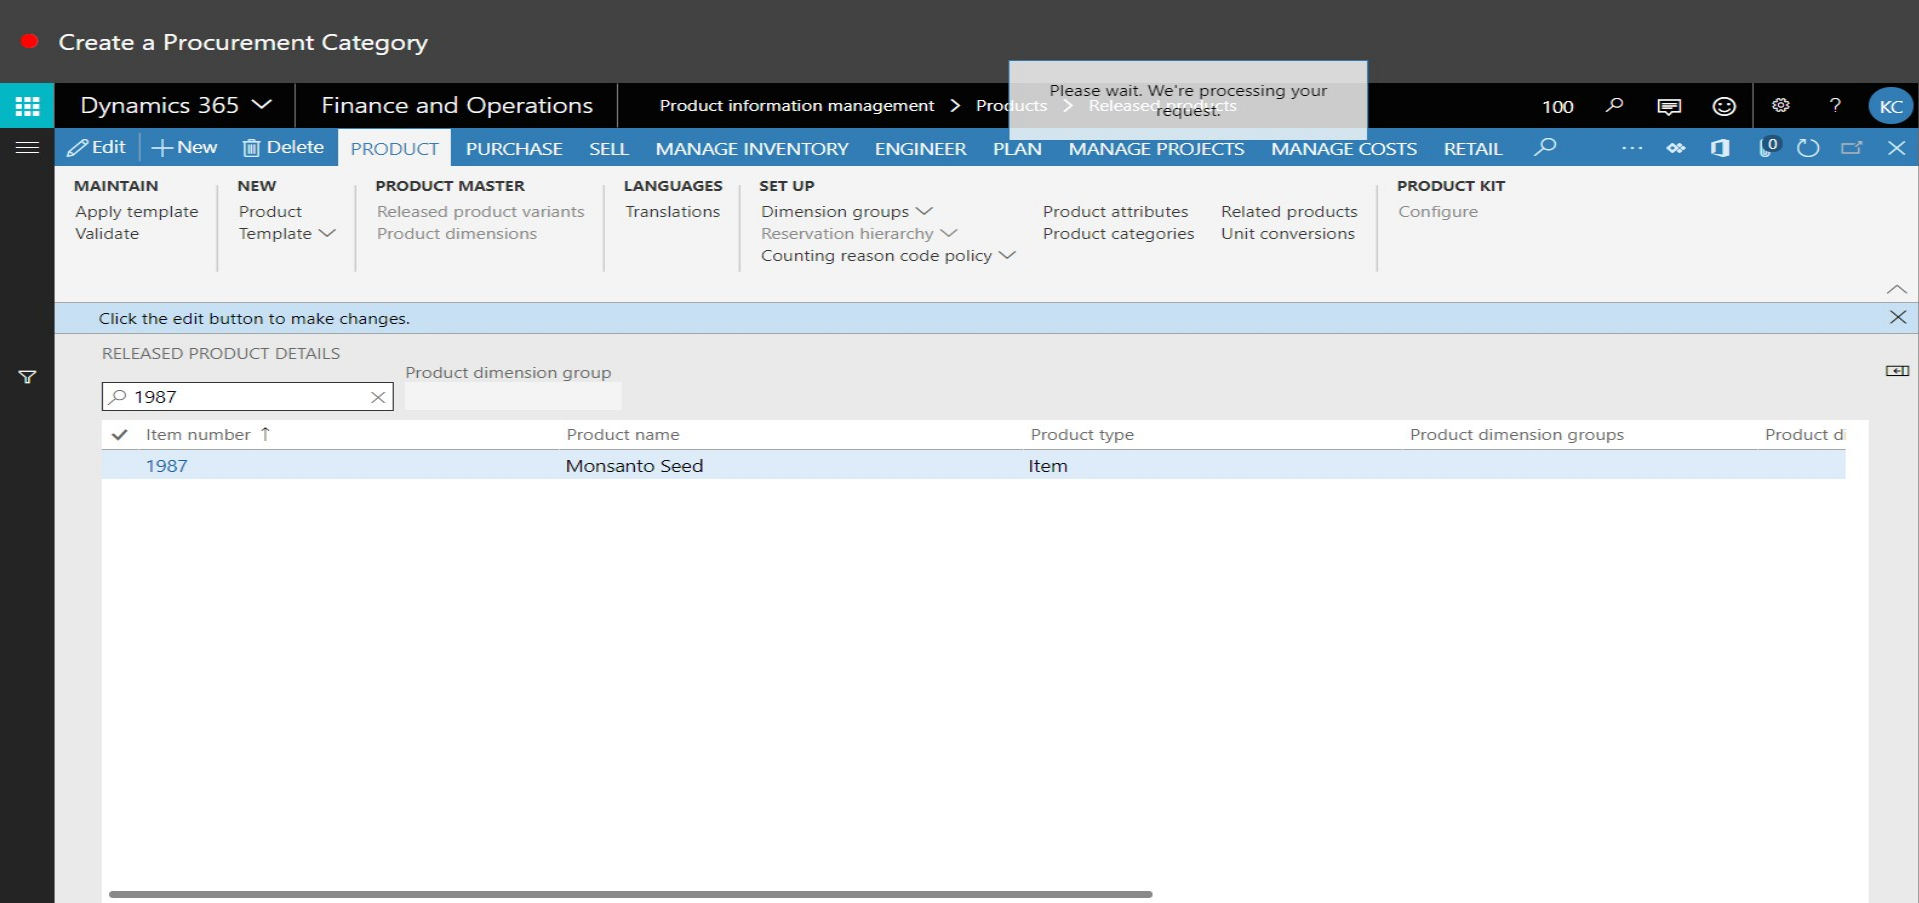 Create a Procurement Category
Dynamics 365
Finance and Operations
Product information management > Products > Released products
Please wait. We're processing your
request.
100
?
KC
Edit
New
Delete
PRODUCT
PURCHASE
SELL
MANAGE INVENTORY
ENGINEER
PLAN
MANAGE PROJECTS
MANAGE COSTS
RETAIL
0
MAINTAIN
Apply template
Validate
NEW
Product
Template
PRODUCT MASTER
Released product variants
Product dimensions
LANGUAGES
Translations
SET UP
Dimension groups
Reservation hierarchy
Counting reason code policy
Product attributes
Product categories
Related products
Unit conversions
PRODUCT KIT
Configure
Click the edit button to make changes.
RELEASED PRODUCT DETAILS
Product dimension group
1987
Item number Product name Product type Product dimension groups Product di
1987 Monsanto Seed Item